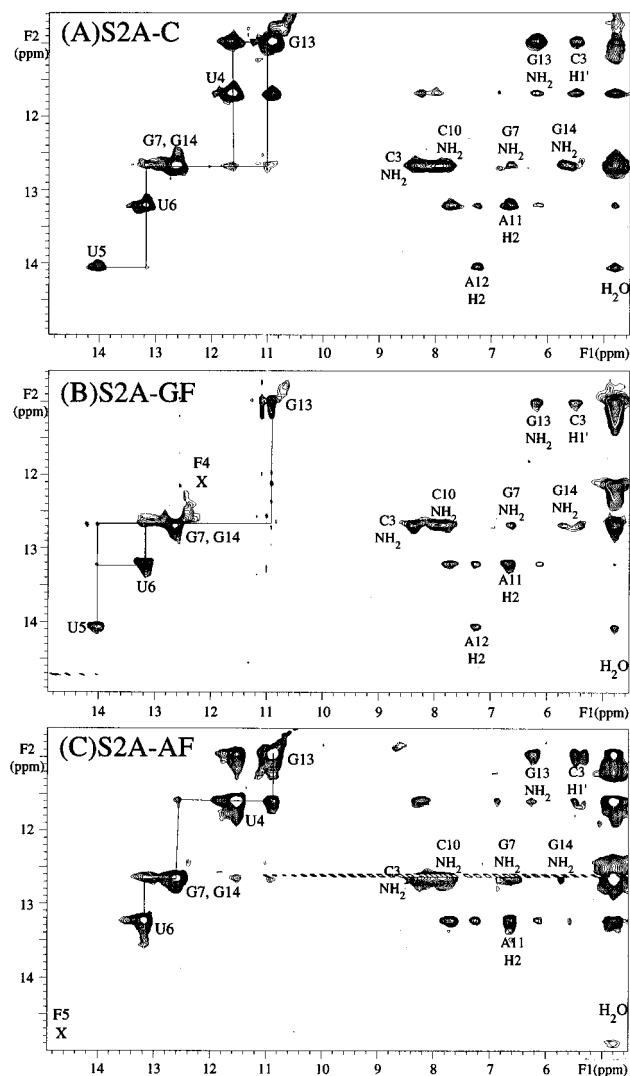 (A)S2A-C
F2
(ppm)
12
13
14
G13
U4
G7, G14
U6
U5
G13
NH2
C3
H1'
C3
NH2
C10
NH2
G7
NH2
G14
NH2
A11
H2
A12
H2
H2O
14 13 12 11 10 9 8 7 6 F1(ppm)
(B)S2A-GF
F2
(ppm)
12
13
14
G13
F4
X
G7, G14
U6
U5
G13
NH2
C3
H1'
C3
NH2
C10
NH2
G7
NH2
G14
NH2
A11
H2
A12
H2
H2O
14 13 12 11 10 9 8 7 6 F1(ppm)
(C)S2A-AF
F2
(ppm)
12
13
14
G13
U4
G7, G14
U6
F5
X
G13
NH2
C3
H1'
C3
NH2
C10
NH2
G7
NH2
G14
NH2
A11
H2
H2O
14 13 12 11 10 9 8 7 6 F1(ppm)